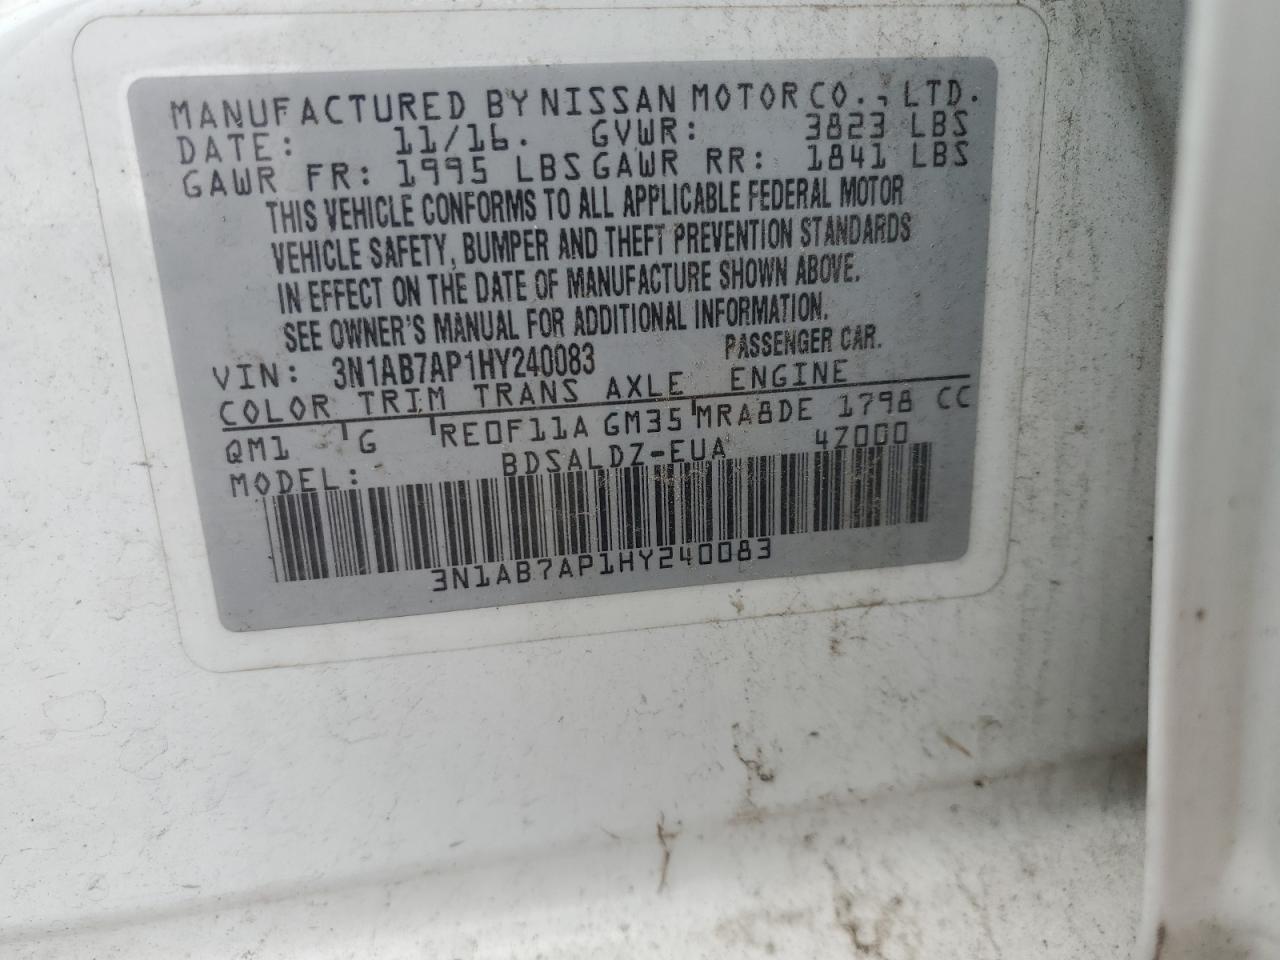 MANUFACTURED BY NISSAN MOTOR CO., LTD.
DATE: 11/16. GVWR: 3823 LBS
GAWR FR: 1995 LBS GAWR RR: 1841 LBS
THIS VEHICLE CONFORMS TO ALL APPLICABLE FEDERAL MOTOR
VEHICLE SAFETY, BUMPER AND THEFT PREVENTION STANDARDS
IN EFFECT ON THE DATE OF MANUFACTURE SHOWN ABOVE.
SEE OWNER'S MANUAL FOR ADDITIONAL INFORMATION.
VIN: 3N1AB7AP1HY240083 PASSENGER CAR.
COLOR TRIM TRANS AXLE ENGINE
QM1 G RE0F11A GM35 MRA8DE 1798 CC
MODEL: BDSALDZ-EUA 47000
3N1AB7AP1HY240083